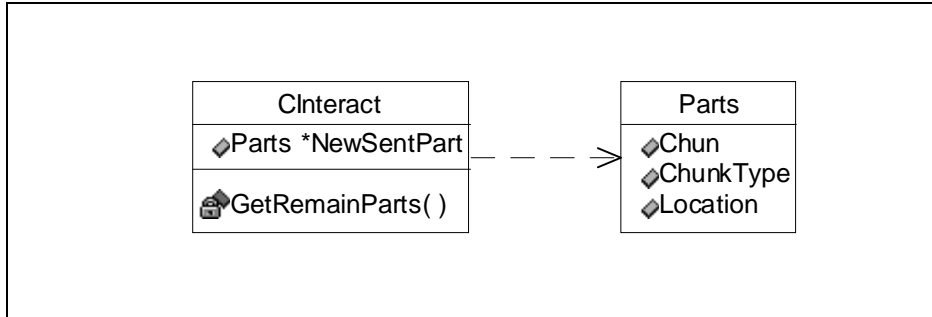 CInteract
Parts *NewSentPart
GetRemainParts( )
Parts
Chun
ChunkType
Location